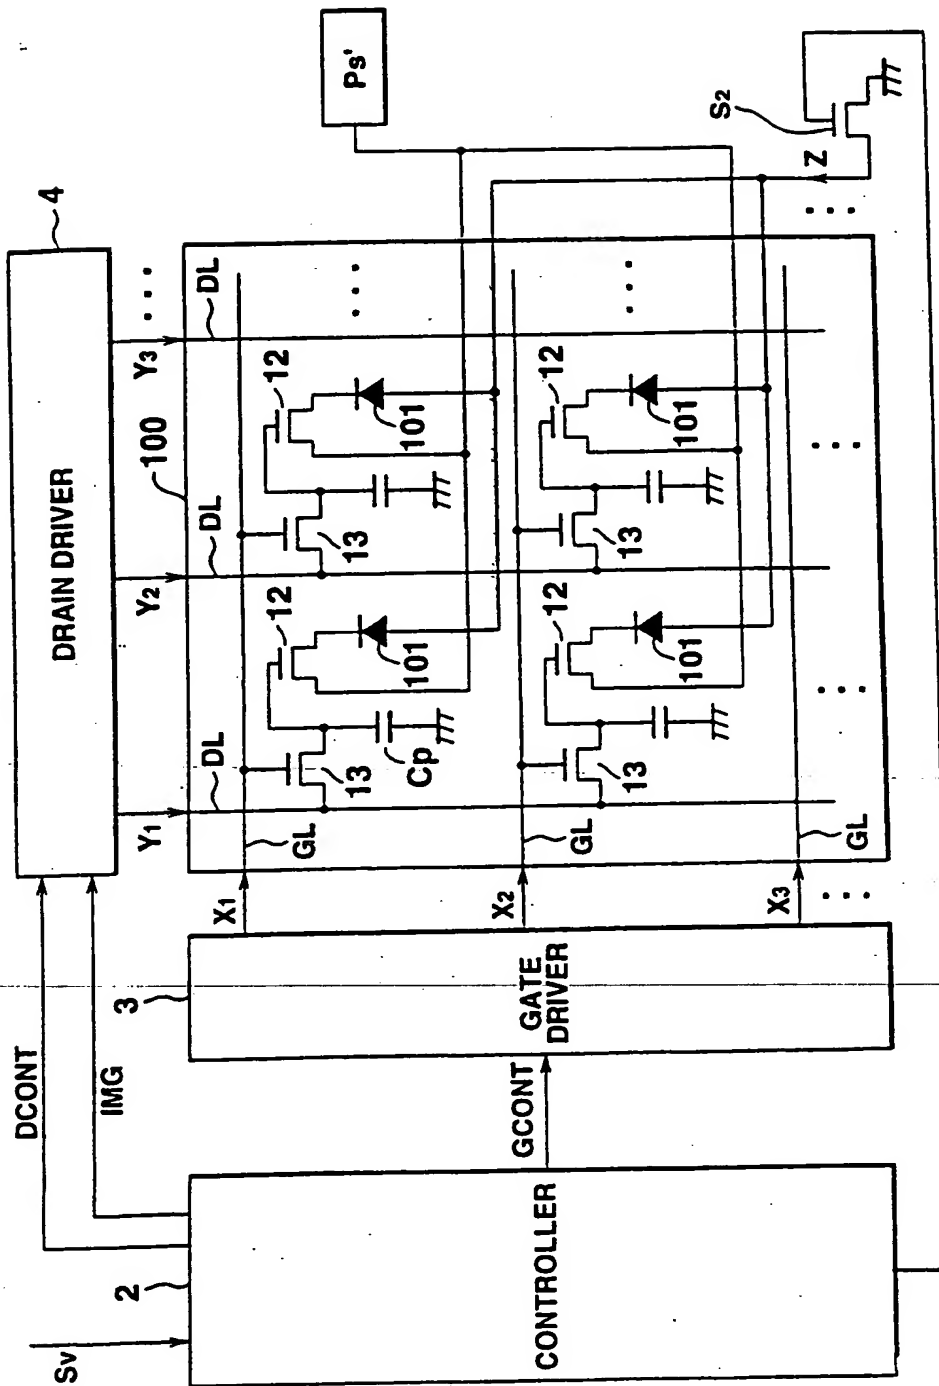 Sv
2
CONTROLLER
DCONT
IMG
GCONT
3
GATE DRIVER
X1
X2
X3
DRAIN DRIVER
4
Y1
Y2
Y3
DL
DL
DL
100
GL
GL
GL
13
13
13
13
12
12
12
12
101
101
101
101
Cp
Ps'
S2
Z